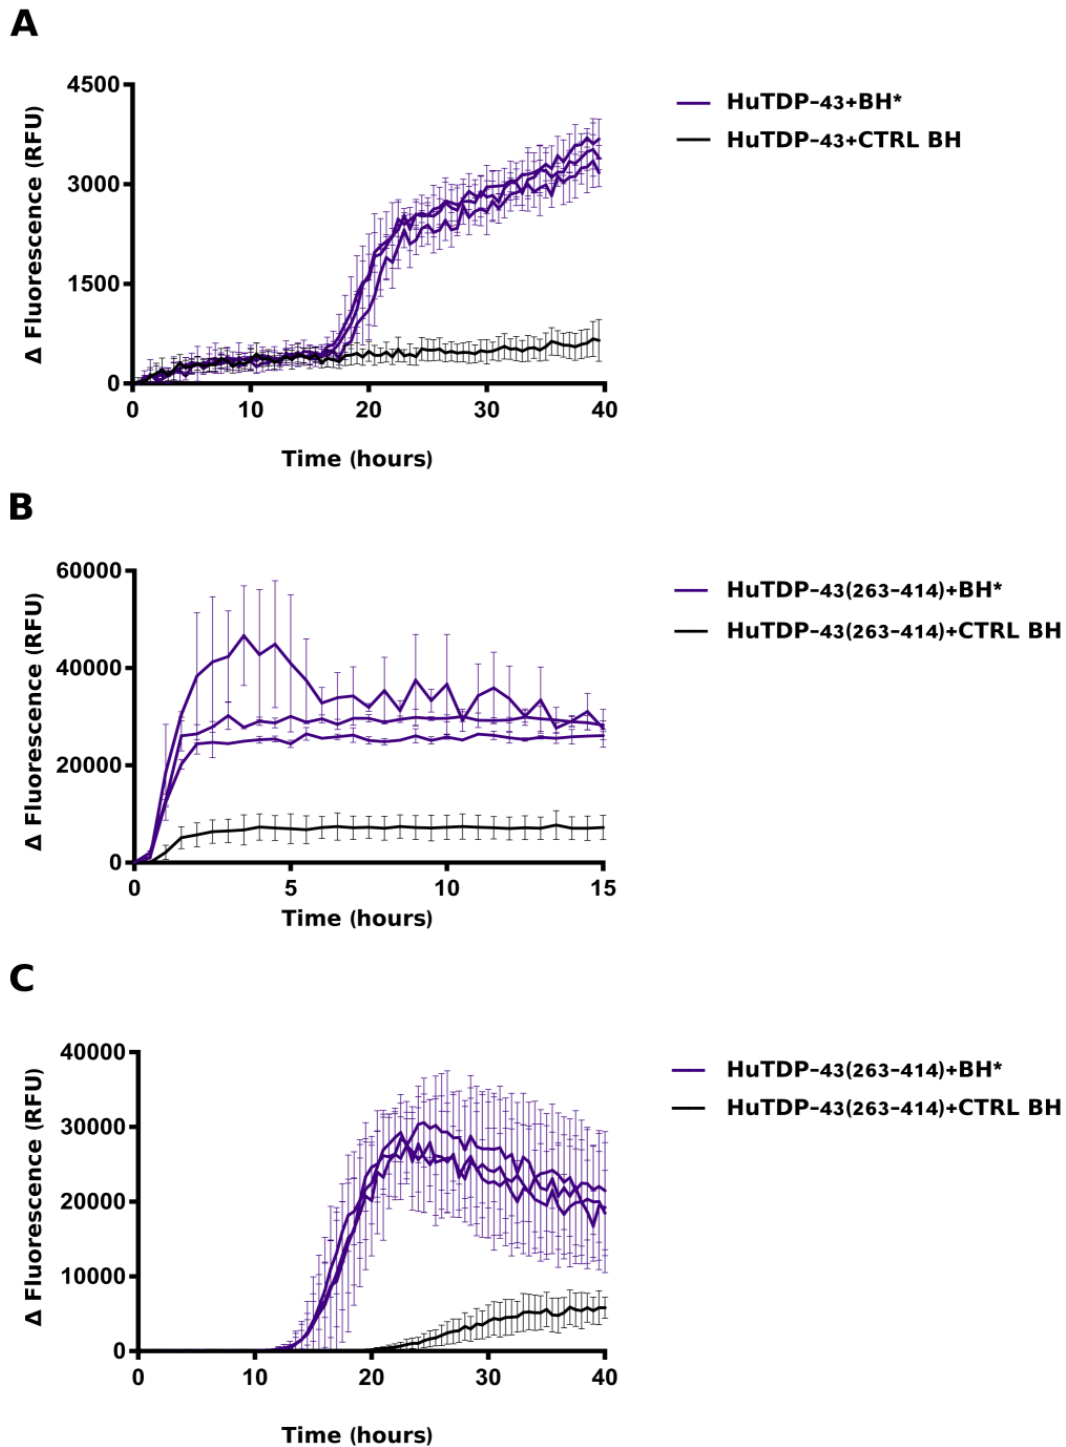 A
4500
3000
1500
0
0 10 20 30 40
Δ Fluorescence (RFU)
Time (hours)
HuTDP-43+BH*
HuTDP-43+CTRL BH
B
60000
40000
20000
0
0 5 10 15
Δ Fluorescence (RFU)
Time (hours)
HuTDP-43(263-414)+BH*
HuTDP-43(263-414)+CTRL BH
C
40000
30000
20000
10000
0
0 10 20 30 40
Δ Fluorescence (RFU)
Time (hours)
HuTDP-43(263-414)+BH*
HuTDP-43(263-414)+CTRL BH